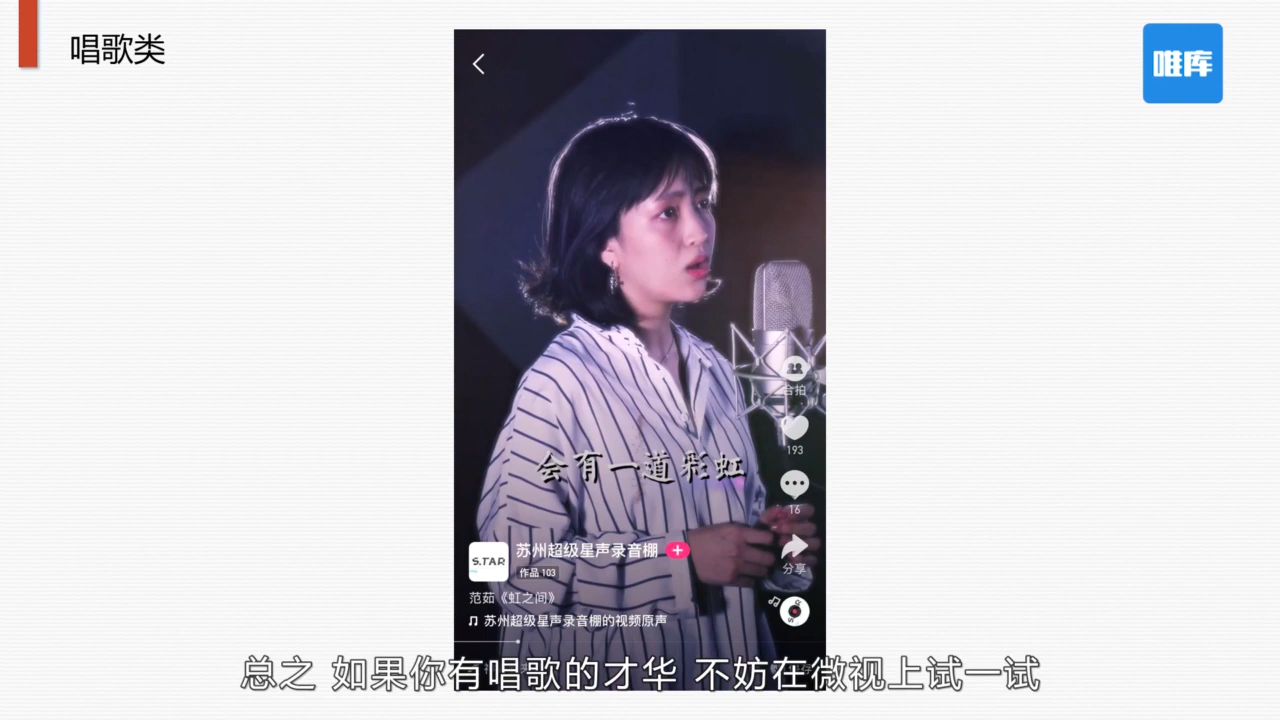 唱歌类
唯库
合拍
193
会有一道彩虹
16
S.TAR
苏州超级星声录音棚
作品 103
分享
范茹《虹之间》
苏州超级星声录音棚的视频原声
总之 如果你有唱歌的才华 不妨在微视上试一试